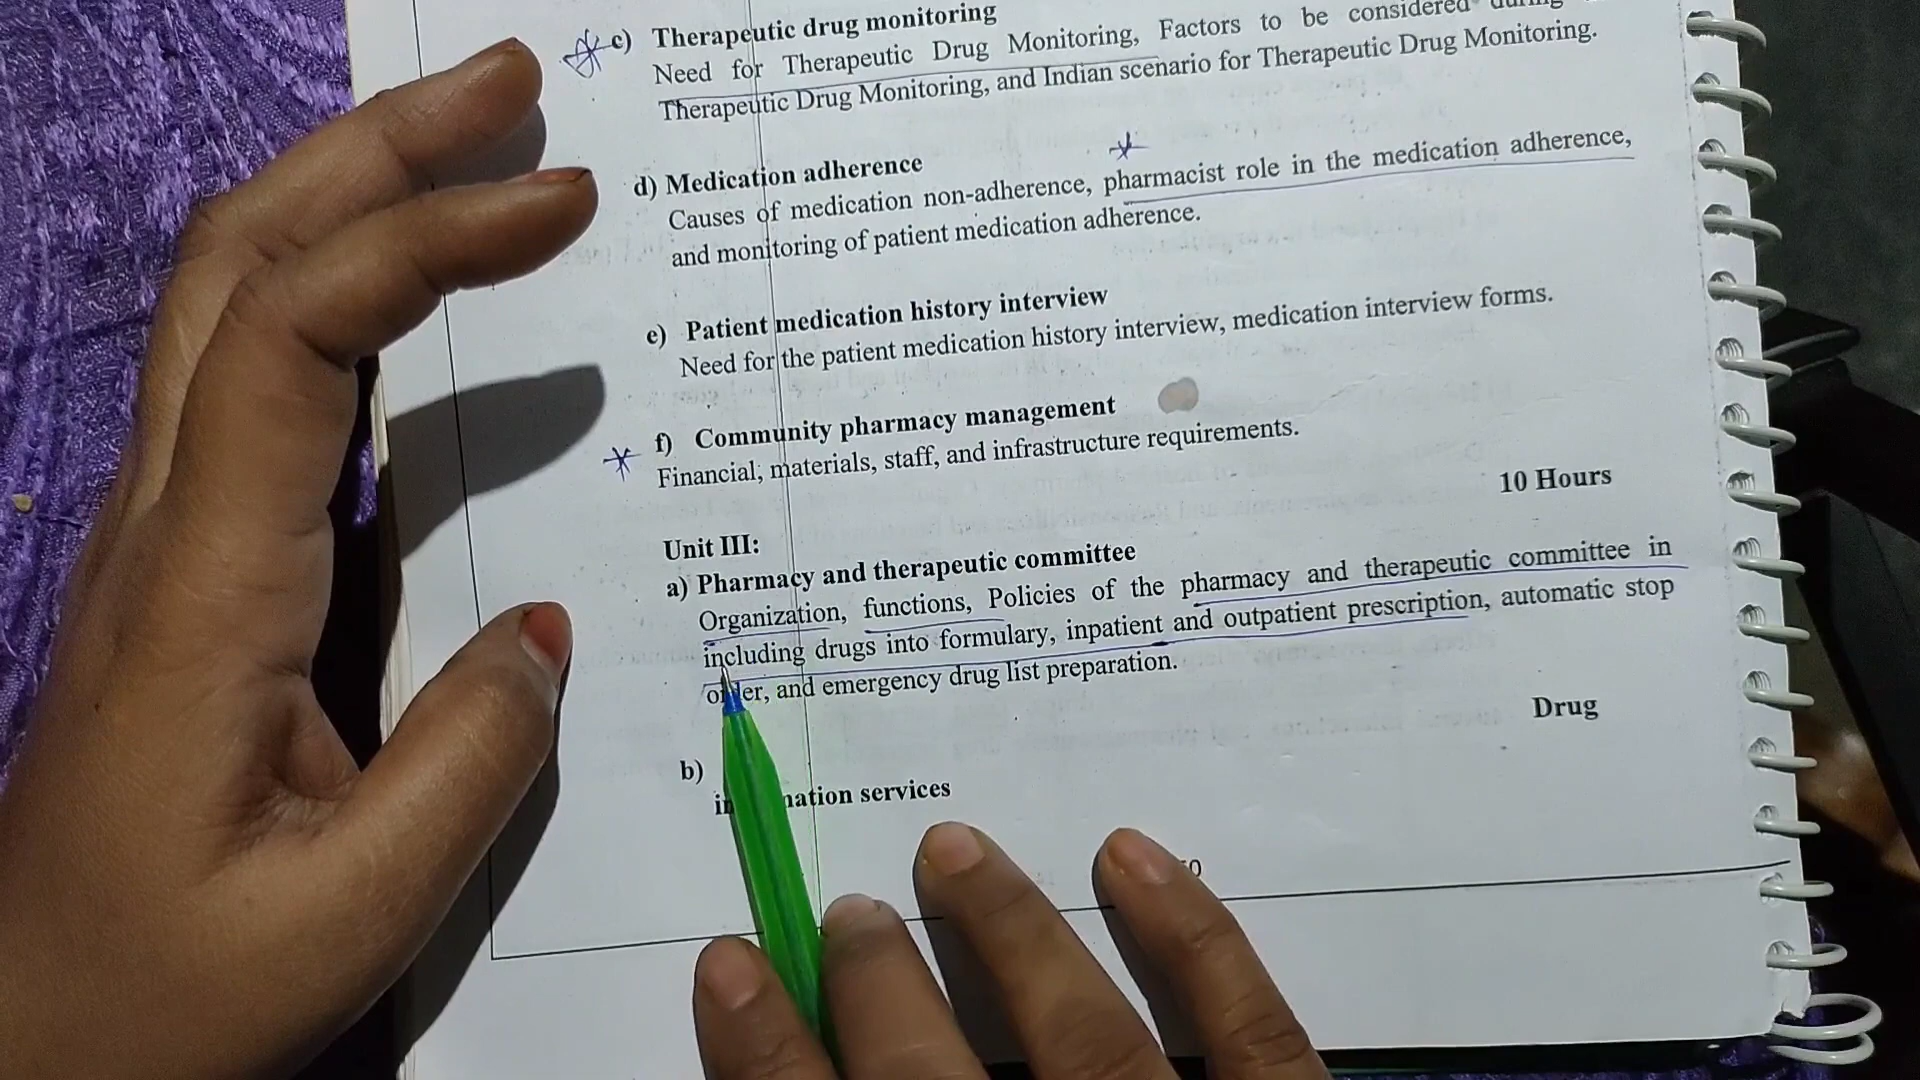 c) Therapeutic drug monitoring
Need for Therapeutic Drug Monitoring, Factors to be considered during
Therapeutic Drug Monitoring, and Indian scenario for Therapeutic Drug Monitoring.
d) Medication adherence
Causes of medication non-adherence, pharmacist role in the medication adherence,
and monitoring of patient medication adherence.
e) Patient medication history interview
Need for the patient medication history interview, medication interview forms.
f) Community pharmacy management
Financial, materials, staff, and infrastructure requirements.
10 Hours
Unit III:
a) Pharmacy and therapeutic committee
Organization, functions, Policies of the pharmacy and therapeutic committee in
including drugs into formulary, inpatient and outpatient prescription, automatic stop
order, and emergency drug list preparation.
Drug
b)
information services